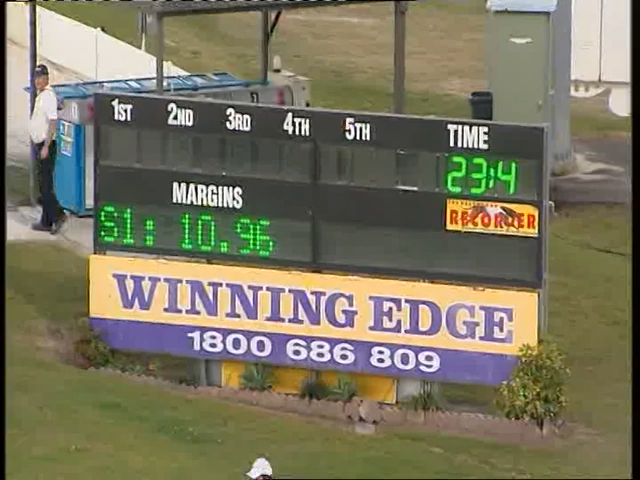 1ST 2ND 3RD 4TH 5TH TIME
23:4
MARGINS
RECORDER
S1: 10.96
WINNING EDGE
1800 686 809